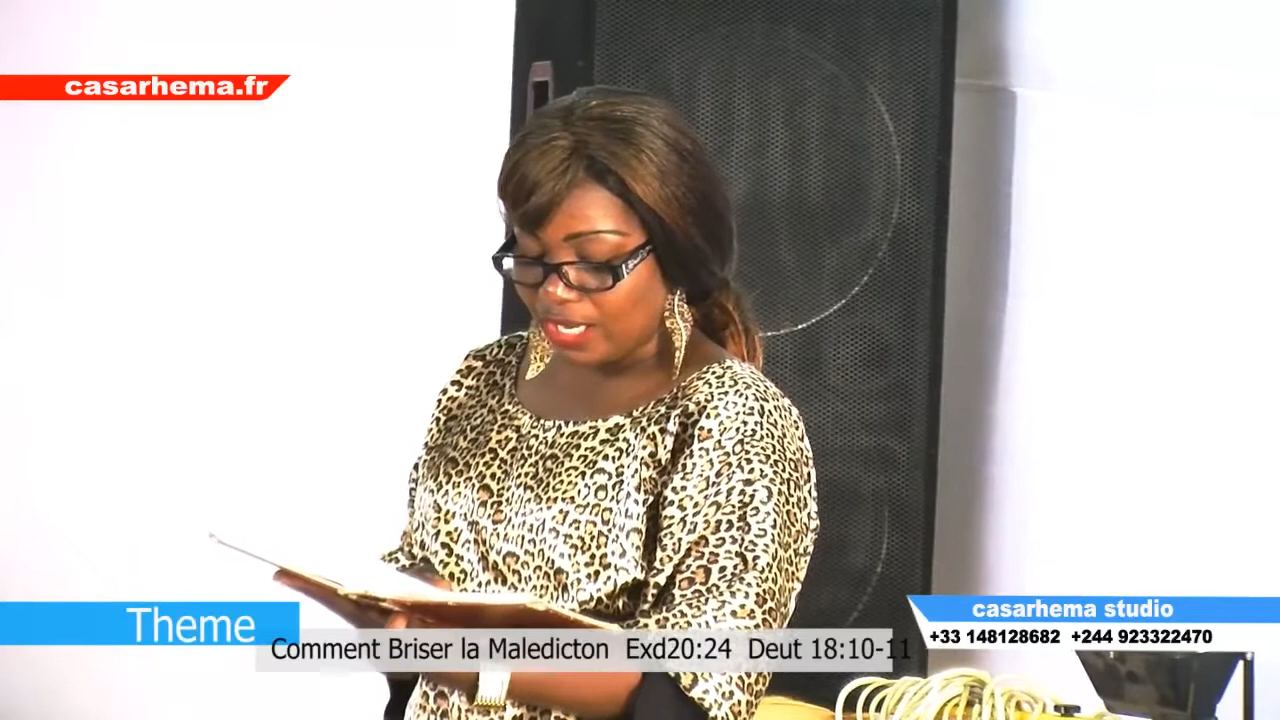 casarhema.fr
Theme
Comment Briser la Maledicton Exd20:24 Deut 18:10-11
casarhema studio
+33 148128682 +244 923322470